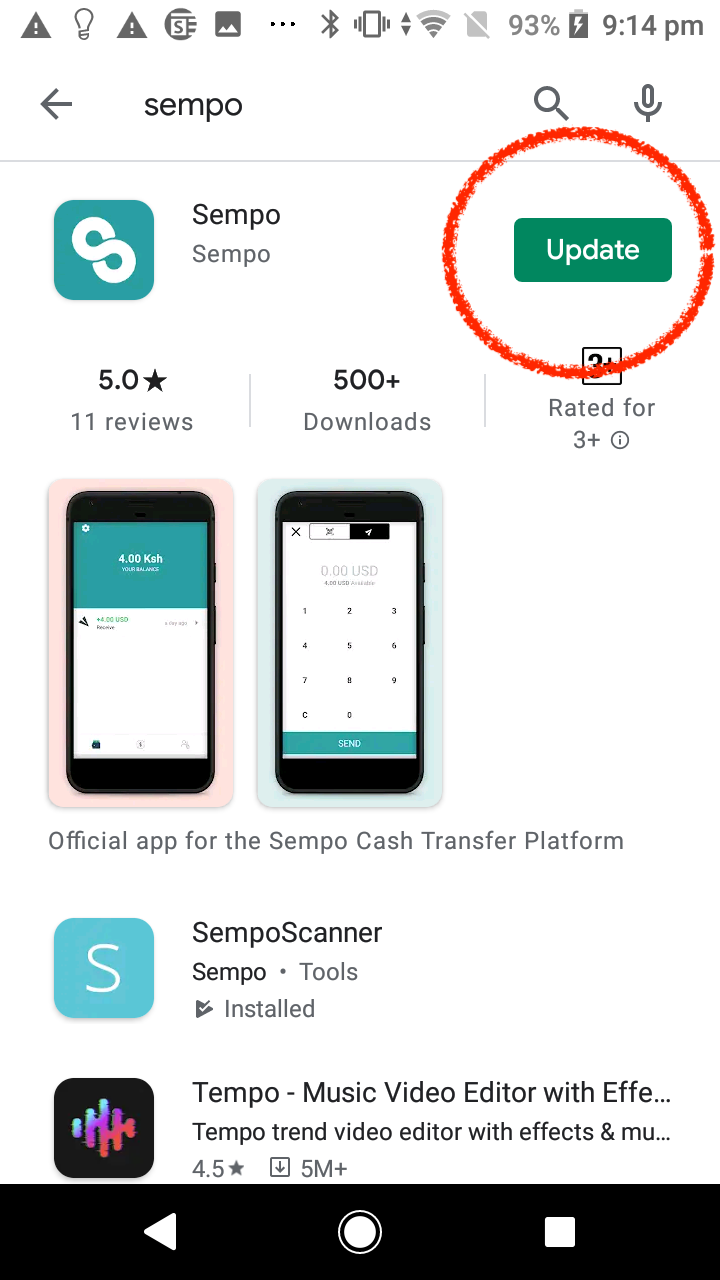 93% 9:14 pm
sempo
Sempo
Sempo
Update
5.0★
11 reviews
500+
Downloads
3+
Rated for
3+
4.00 Ksh
YOUR BALANCE
+4.00 USD
Receive
a day ago
0.00 USD
4.00 USD Available
1 2 3
4 5 6
7 8 9
C 0
SEND
Official app for the Sempo Cash Transfer Platform
S
SempoScanner
Sempo • Tools
Installed
Tempo - Music Video Editor with Effe...
Tempo trend video editor with effects & mu...
4.5★ 5M+